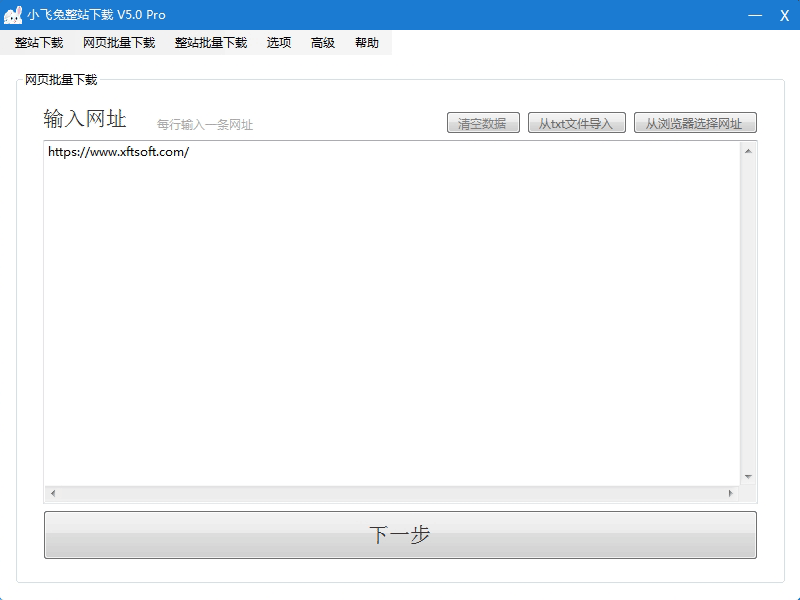 小飞兔整站下载 V5.0 Pro
整站下载 网页批量下载 整站批量下载 选项 高级 帮助
网页批量下载
输入网址 每行输入一条网址 清空数据 从txt文件导入 从浏览器选择网址
https://www.xftsoft.com/
下一步